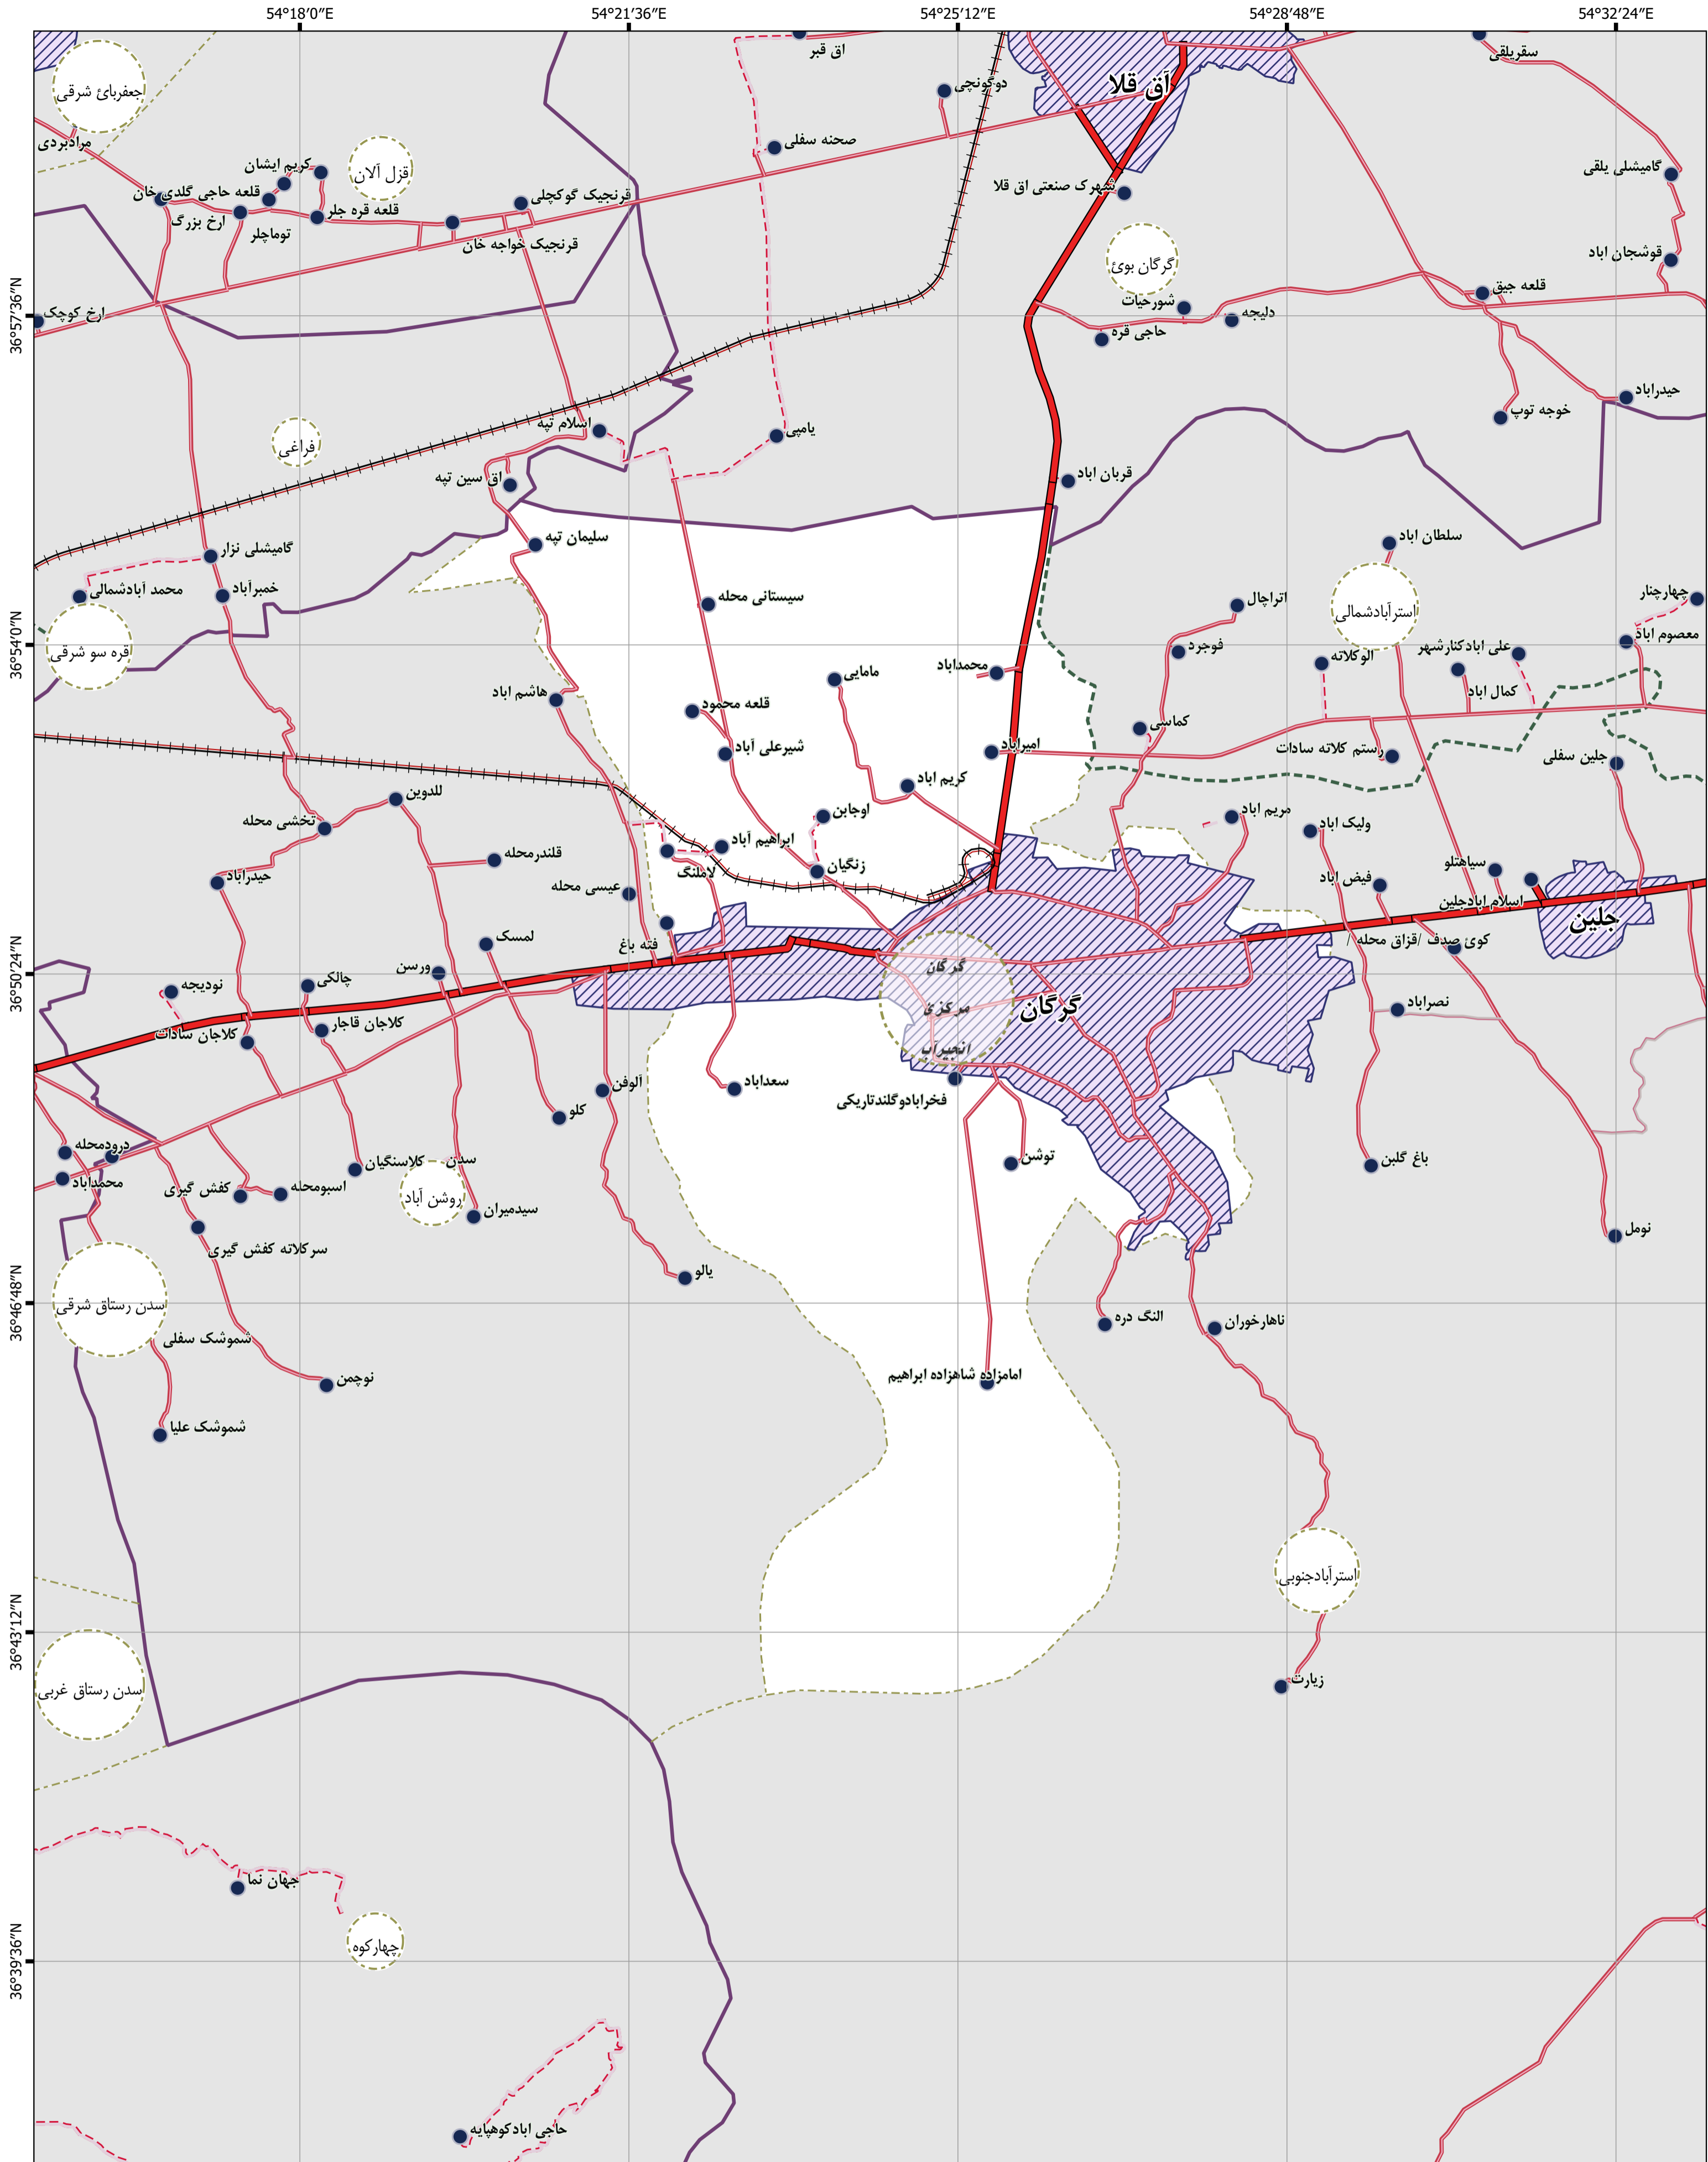 54°18′0″E
54°21′36″E
54°25′12″E
54°28′48″E
54°32′24″E
اق قبر
سقریلقی
آق قلا
جعفربائ شرقی
دوگونچی
مرادبردی
صحنه سفلی
کریم ایشان
قزل آلان
گامیشلی یلقی
شهرک صنعتی اق قلا
قلعه حاجی گلدی خان
قرنجیک گوکچلی
ارخ بزرگ
قلعه قره جلر
توماچلر
قرنجیک خواجه خان
قوشجان اباد
گرگان بوئ
قلعه جیق
شورحیات
دلیجه
حاجی قره
ارخ کوچک
36°57′36″N
حیدراباد
خوجه توپ
اسلام تپه
یامپی
فراغی
اق سین تپه
قربان اباد
سلیمان تپه
سلطان اباد
گامیشلی نزار
محمد آبادشمالی
خمبرآباد
سیستانی محله
اتراچال
استرآبادشمالی
چهارچنار
معصوم اباد
36°54′0″N
قره سو شرقی
فوجرد
علی ابادکنارشهر
الوکلاته
محمداباد
مامایی
هاشم اباد
کمال اباد
قلعه محمود
کماسی
شیرعلی آباد
امیراباد
رستم کلاته سادات
جلین سفلی
کریم اباد
للدوین
تخشی محله
اوجابن
مریم اباد
ولیک اباد
ابراهیم آباد
قلندرمحله
لاملنگ
زنگیان
سیاهتلو
حیدراباد
عیسی محله
فیض اباد
اسلام ابادجلین
جلین
لمسک
فته باغ
کوئ صدف /قزاق محله /
36°50′24″N
گرگان
مرکزئ
انجیرآب
گرگان
ورسن
چالکی
نودیجه
نصراباد
کلاجان قاجار
کلاجان سادات
سعداباد
آلوفن
فخرابادوگلندتاریکی
کلو
درودمحله
توشن
باغ گلبن
سدن
کلاسنگیان
محمداباد
کفش گیری
اسبومحله
روشن آباد
سیدمیران
نومل
سرکلاته کفش گیری
یالو
36°46′48″N
سدن رستاق شرقی
النگ دره
ناهارخوران
شموشک سفلی
امامزاده شاهزاده ابراهیم
نوچمن
شموشک علیا
استرآبادجنوبی
36°43′12″N
سدن رستاق غربی
زیارت
جهان نما
چهارکوه
36°39′36″N
حاجی ابادکوهپایه